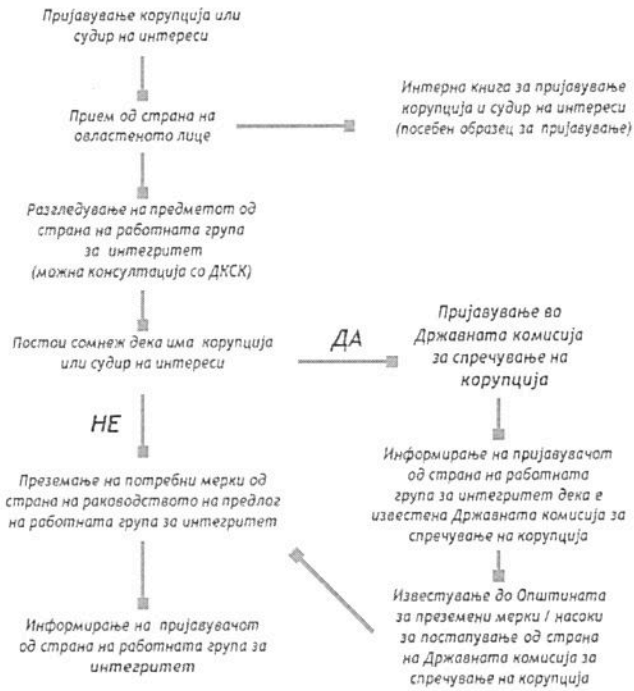 Пријавување корупција или
судир на интереси
Прием од страна на
овластеното лице
Интерна книга за пријавување
корупција и судир на интереси
(посебен образец за пријавување)
Разгледување на предметот од
страна на работната група
за интегритет
(можна консултација со ДКСК)
Постои сомнеж дека има корупција
или судир на интереси
ДА
Пријавување во
Државната комисија
за спречување на
корупција
НЕ
Преземање на потребни мерки од
страна на раководството на предлог
на работната група за интегритет
Информирање на пријавувачот
од страна на работната
група за интегритет дека е
известена Државната комисија за
спречување на корупција
Информирање на пријавувачот
од страна на работната група за
интегритет
Известување до Општината
за преземени мерки / насоки
за постапување од страна
на Државната комисија за
спречување на корупција